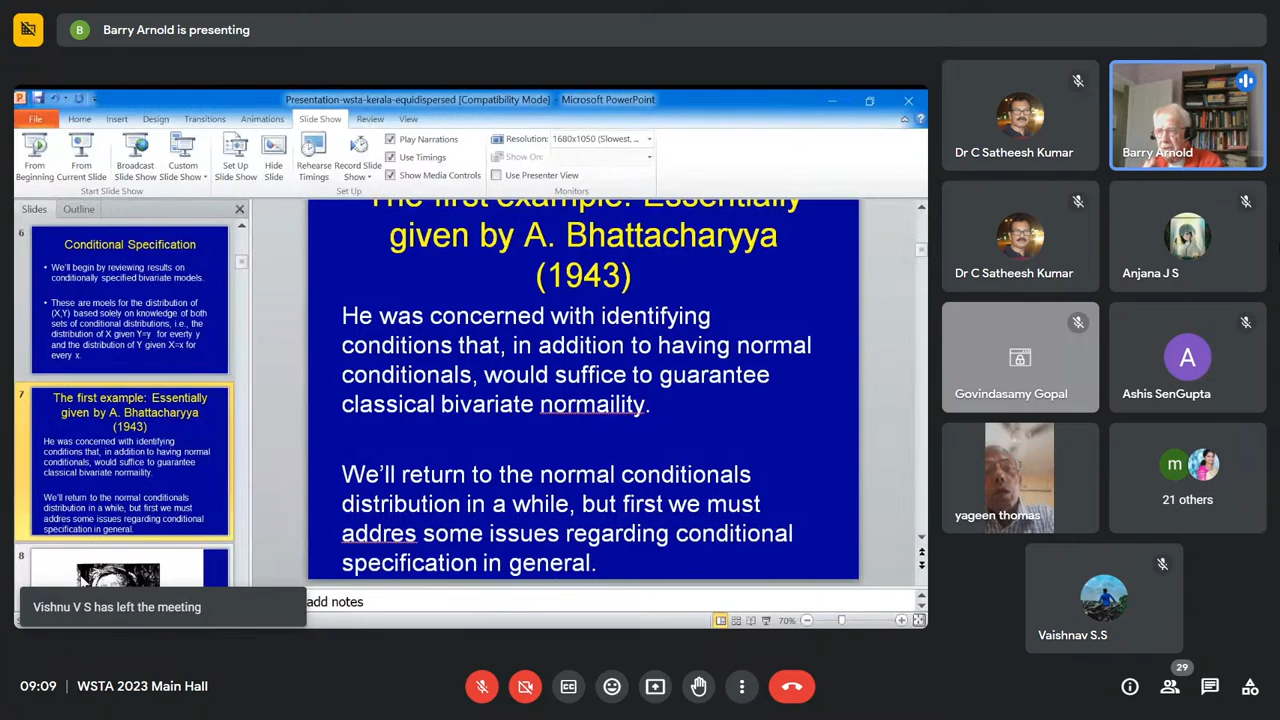 B
Barry Arnold is presenting
Presentation-wsta-kerala-equidispersed [Compatibility Mode] - Microsoft PowerPoint
File
Home
Insert
Design
Transitions
Animations
Slide Show
Review
View
From Beginning
From Current Slide
Broadcast Slide Show
Custom Slide Show
Set Up Slide Show
Hide Slide
Rehearse Timings
Record Slide Show
Play Narrations
Use Timings
Show Media Controls
Resolution: 1680x1050 (Slowest, ...
Show On:
Use Presenter View
Start Slide Show
Set Up
Monitors
Slides
Outline
6
Conditional Specification
• We'll begin by reviewing results on
conditionally specified bivariate models.
• These are moels for the distribution of
(X,Y) based solely on knowledge of both
sets of conditional distributions, i.e., the
distribution of X given Y=y for everty y
and the distribution of Y given X=x for
every x.
7
The first example: Essentially
given by A. Bhattacharyya
(1943)
He was concerned with identifying
conditions that, in addition to having normal
conditionals, would suffice to guarantee
classical bivariate normality.
We'll return to the normal conditionals
distribution in a while, but first we must
addres some issues regarding conditional
specification in general.
8
The first example: Essentially
given by A. Bhattacharyya
(1943)
He was concerned with identifying
conditions that, in addition to having normal
conditionals, would suffice to guarantee
classical bivariate normaility.
We'll return to the normal conditionals
distribution in a while, but first we must
addres some issues regarding conditional
specification in general.
add notes
70%
Vishnu V S has left the meeting
Dr C Satheesh Kumar
Barry Arnold
Dr C Satheesh Kumar
Anjana J S
Govindasamy Gopal
A
Ashis SenGupta
yageen thomas
m
21 others
Vaishnav S.S
09:09 | WSTA 2023 Main Hall
29